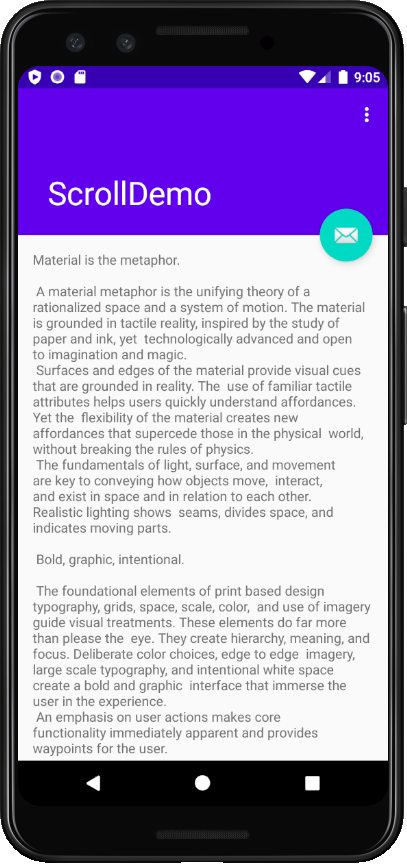 9:05
ScrollDemo
Material is the metaphor.
A material metaphor is the unifying theory of a
rationalized space and a system of motion. The material
is grounded in tactile reality, inspired by the study of
paper and ink, yet technologically advanced and open
to imagination and magic.
Surfaces and edges of the material provide visual cues
that are grounded in reality. The use of familiar tactile
attributes helps users quickly understand affordances.
Yet the flexibility of the material creates new
affordances that supercede those in the physical world,
without breaking the rules of physics.
The fundamentals of light, surface, and movement
are key to conveying how objects move, interact,
and exist in space and in relation to each other.
Realistic lighting shows seams, divides space, and
indicates moving parts.
Bold, graphic, intentional.
The foundational elements of print based design
typography, grids, space, scale, color, and use of imagery
guide visual treatments. These elements do far more
than please the eye. They create hierarchy, meaning, and
focus. Deliberate color choices, edge to edge imagery,
large scale typography, and intentional white space
create a bold and graphic interface that immerse the
user in the experience.
An emphasis on user actions makes core
functionality immediately apparent and provides
waypoints for the user.